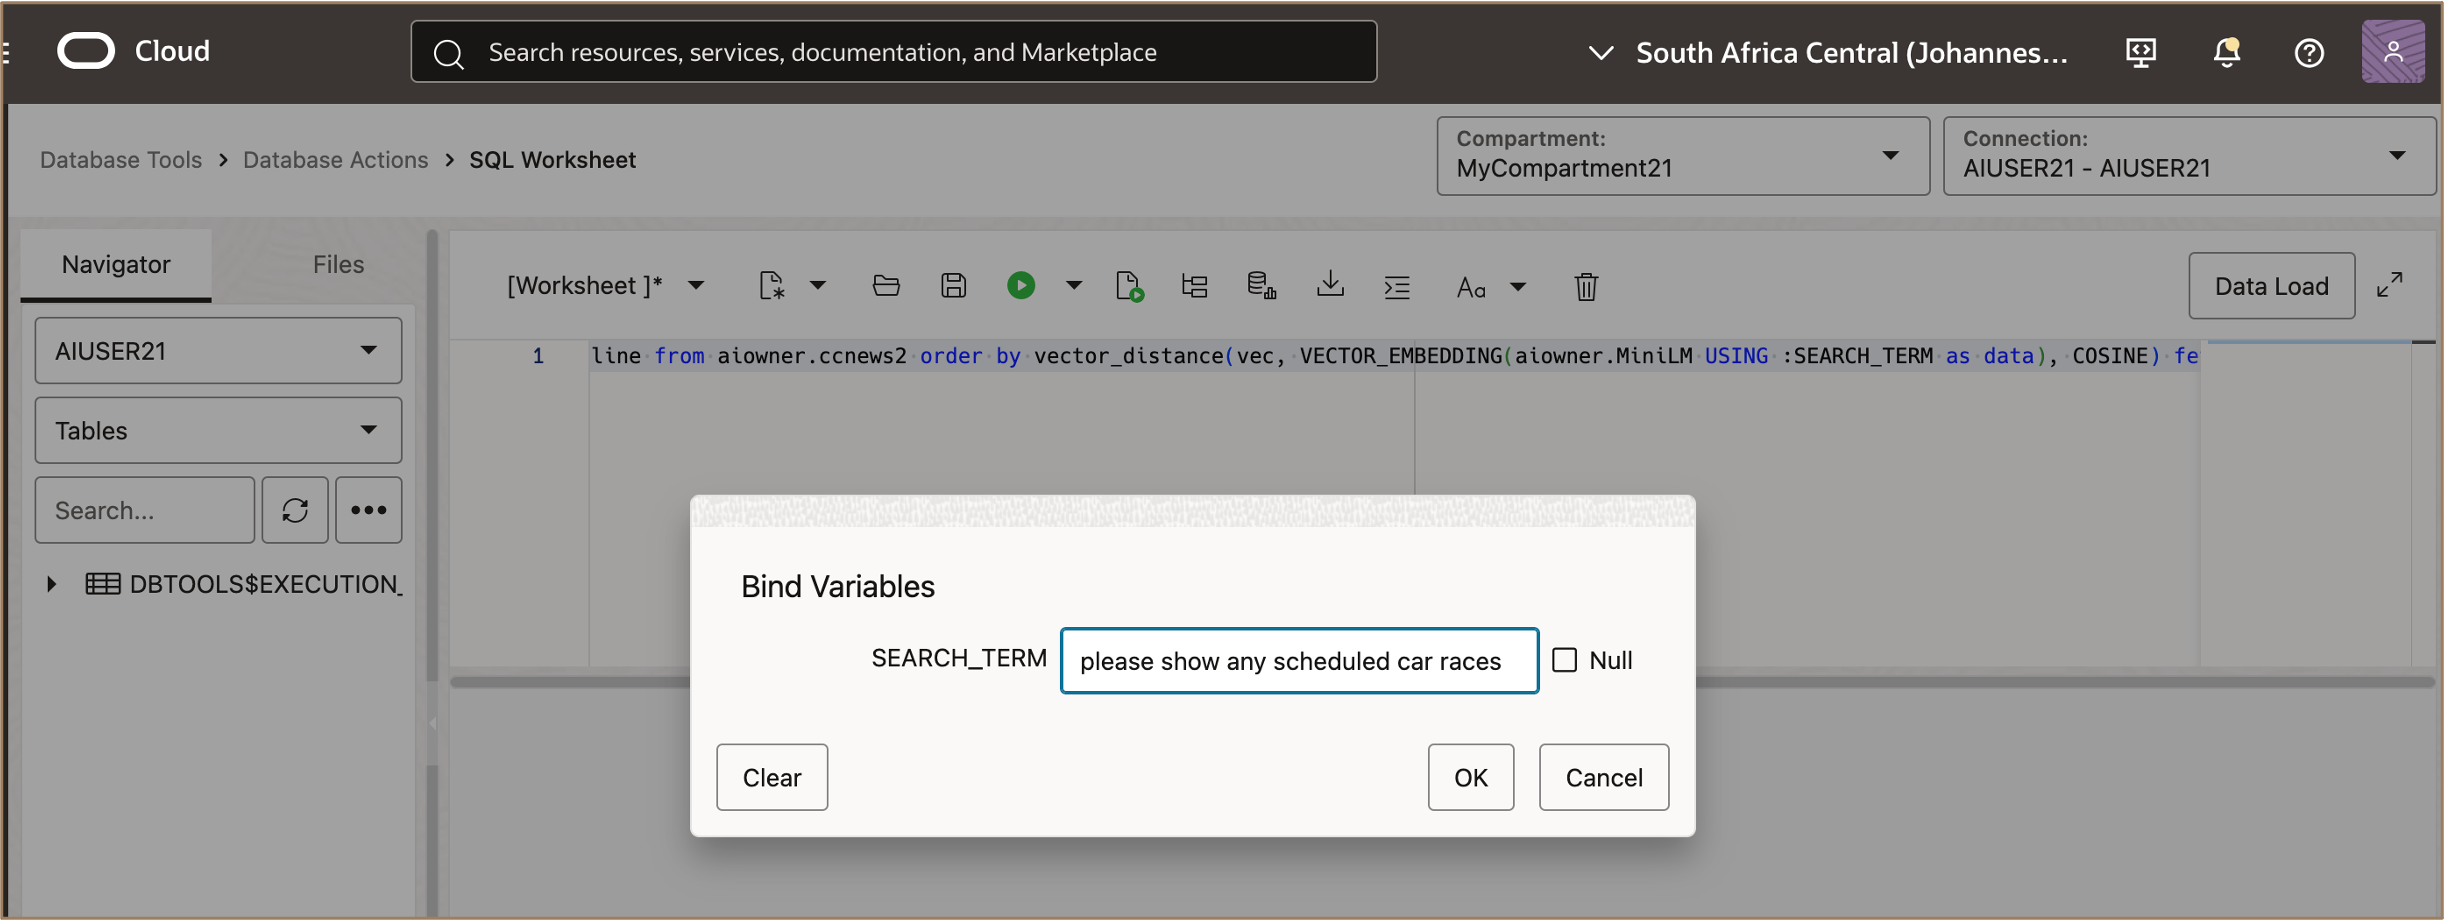 Cloud
Search resources, services, documentation, and Marketplace
South Africa Central (Johannes...
Database Tools > Database Actions > SQL Worksheet
Compartment:
MyCompartment21
Connection:
AIUSER21 - AIUSER21
Navigator
Files
[Worksheet ]*
Aa
Data Load
AIUSER21
Tables
Search...
DBTOOLS$EXECUTION_
1
line from aiowner.ccnews2 order by vector_distance(vec, VECTOR_EMBEDDING(aiowner.MiniLM USING :SEARCH_TERM as data), COSINE) fe
Bind Variables
SEARCH_TERM
please show any scheduled car races
Null
Clear
OK
Cancel